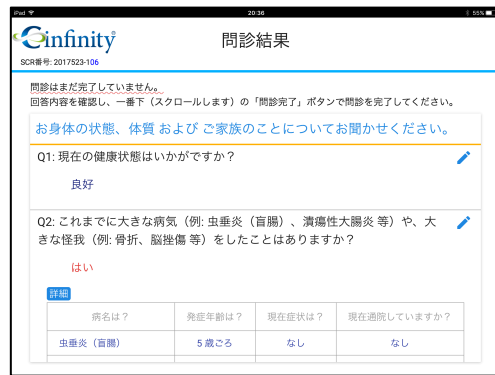 iPad 20:36 55%
infinity 問診結果
SCR番号: 2017523-106
問診はまだ完了していません。
回答内容を確認し、一番下（スクロールします）の「問診完了」ボタンで問診を完了してください。
お身体の状態、体質 および ご家族のことについてお聞かせください。
Q1: 現在の健康状態はいかがですか？
良好
Q2: これまでに大きな病気（例: 虫垂炎（盲腸）、潰瘍性大腸炎 等）や、大
きな怪我（例: 骨折、脳挫傷 等）をしたことはありますか？
はい
詳細
病名は？ 発症年齢は？ 現在症状は？ 現在通院していますか？
虫垂炎（盲腸） 5 歳ごろ なし なし